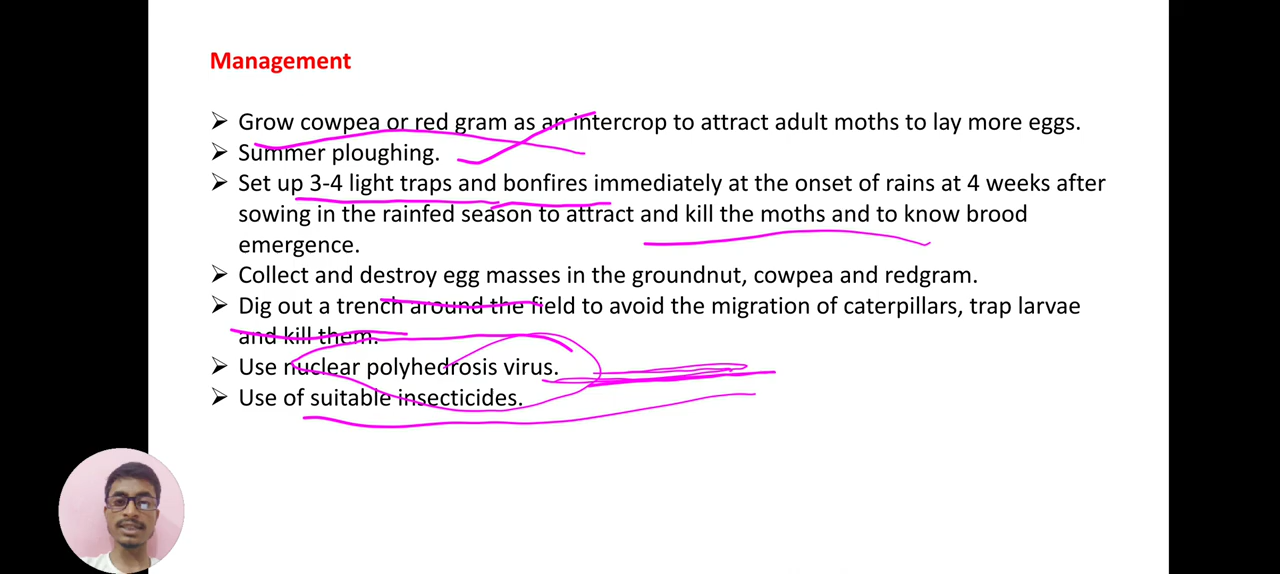 Management
➢ Grow cowpea or red gram as an intercrop to attract adult moths to lay more eggs.
➢ Summer ploughing.
➢ Set up 3-4 light traps and bonfires immediately at the onset of rains at 4 weeks after
sowing in the rainfed season to attract and kill the moths and to know brood
emergence.
➢ Collect and destroy egg masses in the groundnut, cowpea and redgram.
➢ Dig out a trench around the field to avoid the migration of caterpillars, trap larvae
and kill them.
➢ Use nuclear polyhedrosis virus.
➢ Use of suitable insecticides.